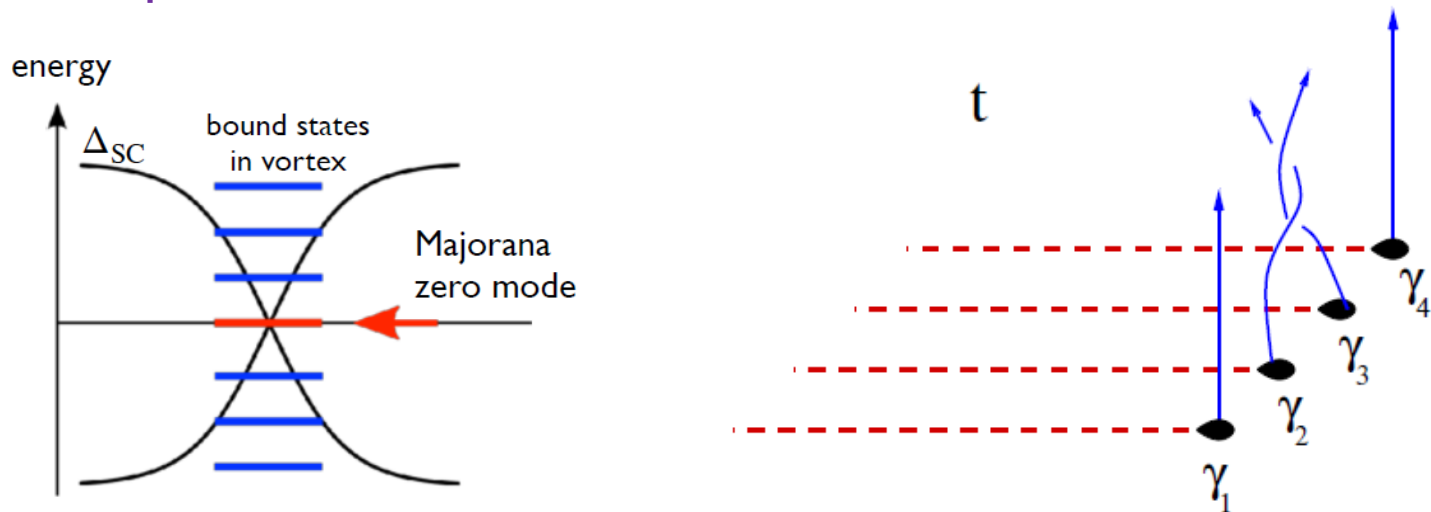 energy
Δ_SC
bound states
in vortex
Majorana
zero mode
t
γ_4
γ_3
γ_2
γ_1